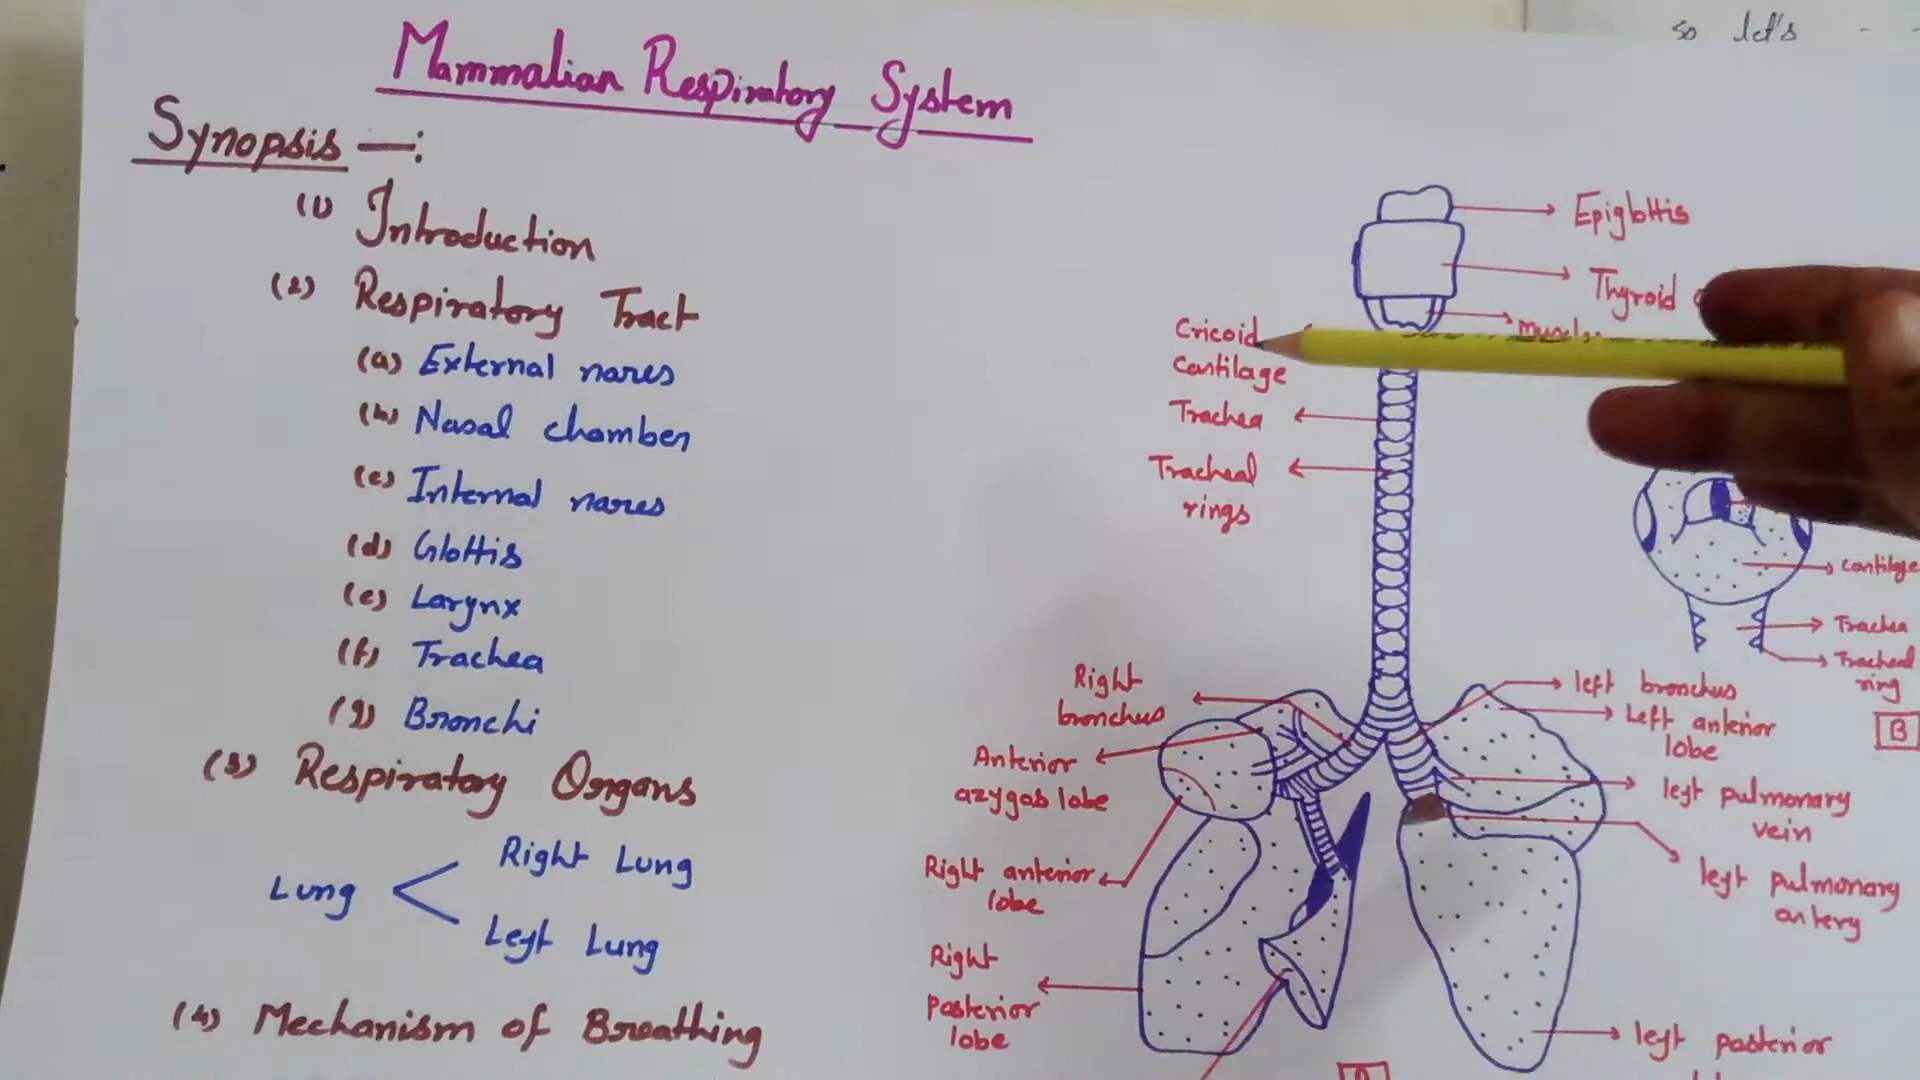 so let's - -
Mammalian Respiratory System
Synopsis —:
(1) Introduction
(2) Respiratory Tract
(a) External nares
(b) Nasal chamber
(c) Internal nares
(d) Glottis
(e) Larynx
(f) Trachea
(g) Bronchi
(3) Respiratory Organs
Lung
Right Lung
Left Lung
(4) Mechanism of Breathing
Epiglottis
Thyroid
Cricoid
Cartilage
Trachea
Tracheal
rings
Right
bronchus
Anterior
azygos lobe
Right anterior
lobe
Right
Posterior
lobe
Cartilage
Trachea
Tracheal
ring
B
left bronchus
Left anterior
lobe
left pulmonary
vein
left pulmonary
artery
left posterior